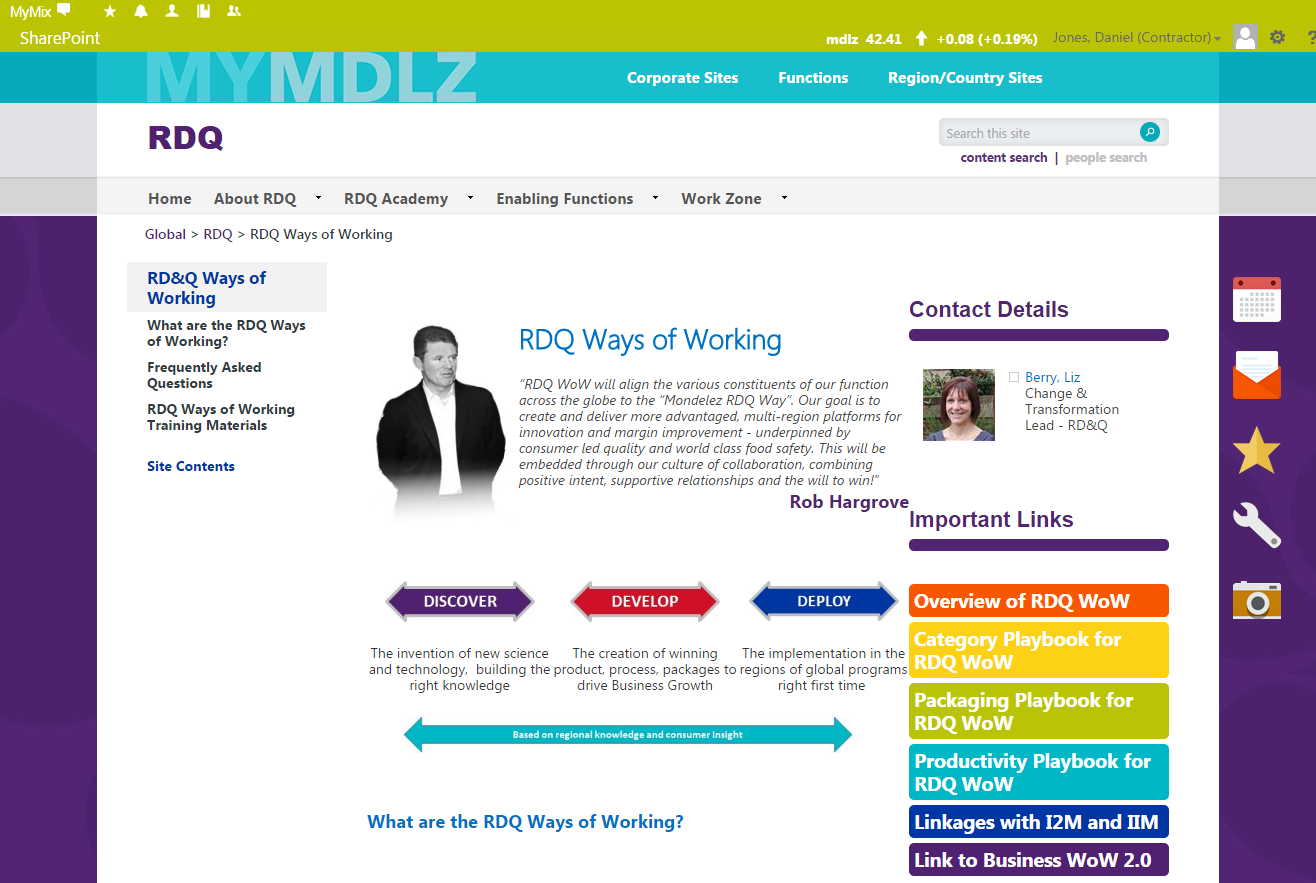 MyMix
SharePoint
mdlz 42.41 +0.08 (+0.19%) Jones, Daniel (Contractor)
?
MYMDLZ
Corporate Sites Functions Region/Country Sites
RDQ
Search this site
content search | people search
Home About RDQ RDQ Academy Enabling Functions Work Zone
Global > RDQ > RDQ Ways of Working
RD&Q Ways of
Working
What are the RDQ Ways
of Working?
Frequently Asked
Questions
RDQ Ways of Working
Training Materials
Site Contents
RDQ Ways of Working
“RDQ WoW will align the various constituents of our function
across the globe to the “Mondelez RDQ Way”. Our goal is to
create and deliver more advantaged, multi-region platforms for
innovation and margin improvement - underpinned by
consumer led quality and world class food safety. This will be
embedded through our culture of collaboration, combining
positive intent, supportive relationships and the will to win!”
Rob Hargrove
DISCOVER
DEVELOP
DEPLOY
The invention of new science
and technology, building the
right knowledge
The creation of winning
product, process, packages to
drive Business Growth
The implementation in the
regions of global programs
right first time
Based on regional knowledge and consumer insight
What are the RDQ Ways of Working?
Contact Details
Berry, Liz
Change &
Transformation
Lead - RD&Q
Important Links
Overview of RDQ WoW
Category Playbook for
RDQ WoW
Packaging Playbook for
RDQ WoW
Productivity Playbook for
RDQ WoW
Linkages with I2M and IIM
Link to Business WoW 2.0